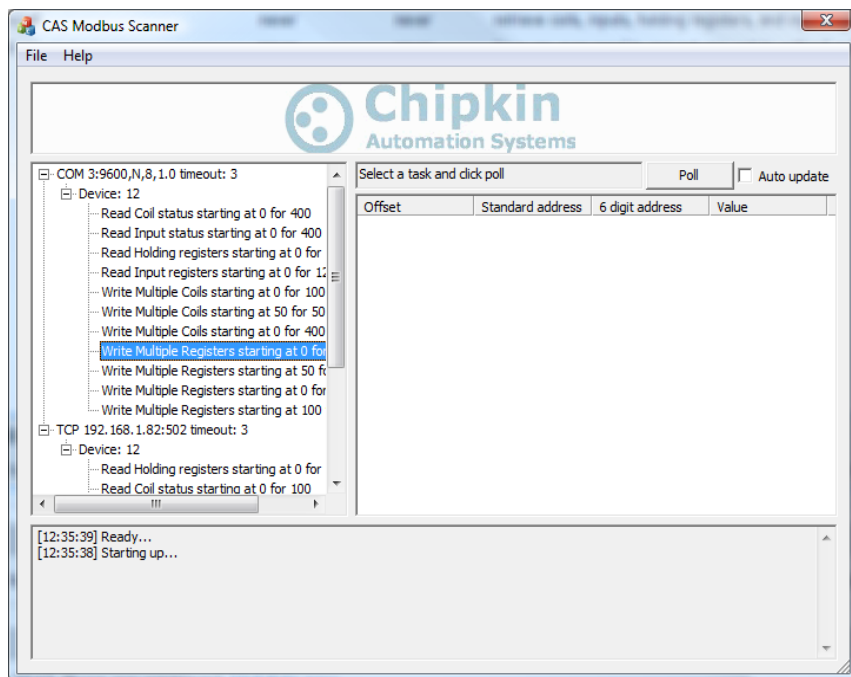 CAS Modbus Scanner
File Help
Chipkin
Automation Systems
COM 3:9600,N,8,1.0 timeout: 3
Device: 12
Read Coil status starting at 0 for 400
Read Input status starting at 0 for 400
Read Holding registers starting at 0 for
Read Input registers starting at 0 for 12
Write Multiple Coils starting at 0 for 100
Write Multiple Coils starting at 50 for 50
Write Multiple Coils starting at 0 for 400
Write Multiple Registers starting at 0 for
Write Multiple Registers starting at 50 fo
Write Multiple Registers starting at 0 for
Write Multiple Registers starting at 100
TCP 192.168.1.82:502 timeout: 3
Device: 12
Read Holding registers starting at 0 for
Read Coil status starting at 0 for 100
Select a task and click poll Poll Auto update
Offset Standard address 6 digit address Value
[12:35:39] Ready...
[12:35:38] Starting up...